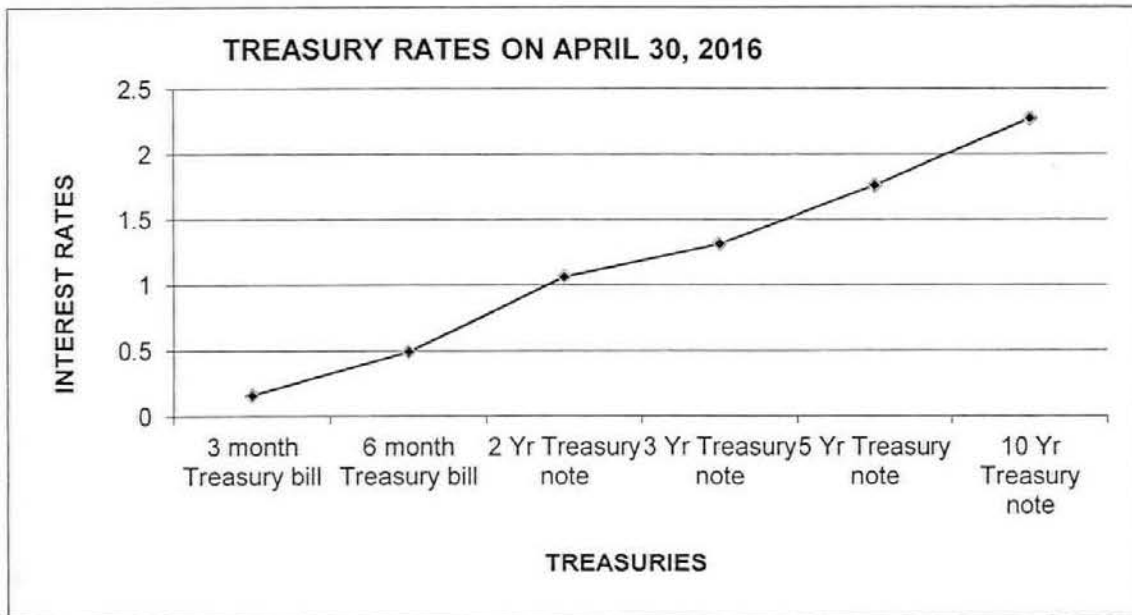 TREASURY RATES ON APRIL 30, 2016
2.5
2
1.5
1
0.5
0
INTEREST RATES
3 month
Treasury bill
6 month
Treasury bill
2 Yr Treasury
note
3 Yr Treasury
note
5 Yr Treasury
note
10 Yr
Treasury
note
TREASURIES